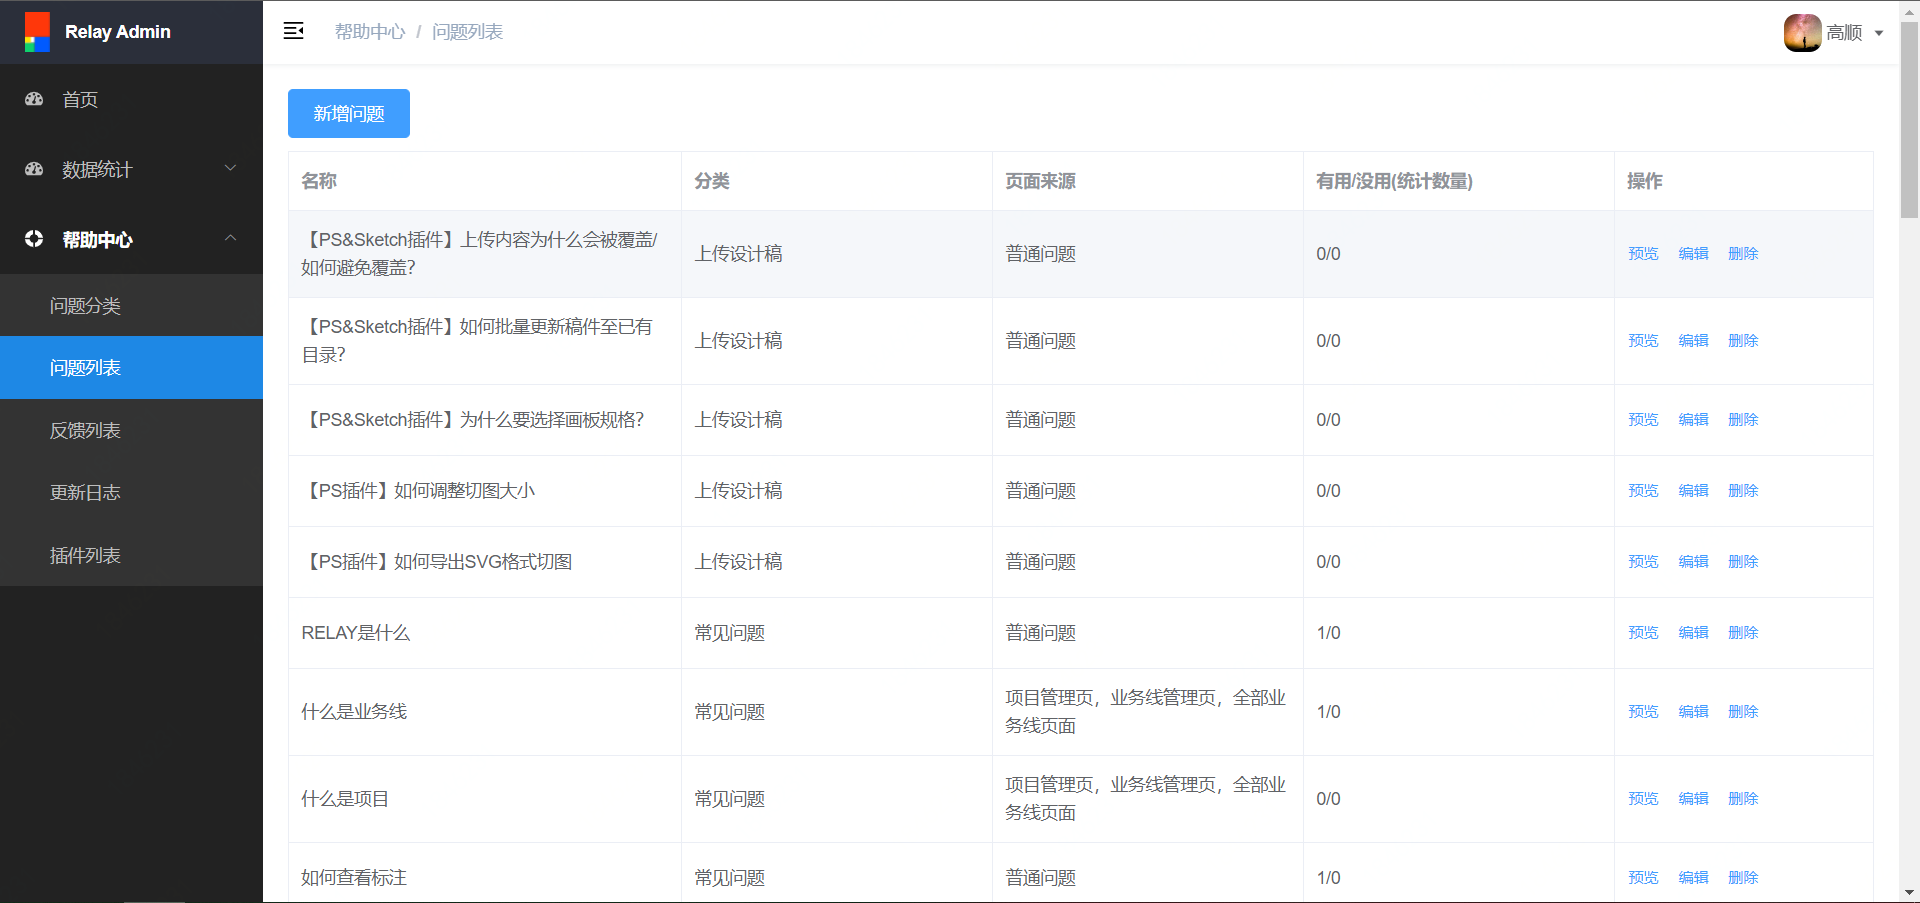 Relay Admin
帮助中心 / 问题列表
高顺
首页
数据统计
帮助中心
问题分类
问题列表
反馈列表
更新日志
插件列表
新增问题
名称 分类 页面来源 有用/没用(统计数量) 操作
【PS&Sketch插件】上传内容为什么会被覆盖/
如何避免覆盖? 上传设计稿 普通问题 0/0 预览 编辑 删除
【PS&Sketch插件】如何批量更新稿件至已有
目录? 上传设计稿 普通问题 0/0 预览 编辑 删除
【PS&Sketch插件】为什么要选择画板规格? 上传设计稿 普通问题 0/0 预览 编辑 删除
【PS插件】如何调整切图大小 上传设计稿 普通问题 0/0 预览 编辑 删除
【PS插件】如何导出SVG格式切图 上传设计稿 普通问题 0/0 预览 编辑 删除
RELAY是什么 常见问题 普通问题 1/0 预览 编辑 删除
什么是业务线 常见问题 项目管理页，业务线管理页，全部业
务线页面 1/0 预览 编辑 删除
什么是项目 常见问题 项目管理页，业务线管理页，全部业
务线页面 0/0 预览 编辑 删除
如何查看标注 常见问题 普通问题 1/0 预览 编辑 删除